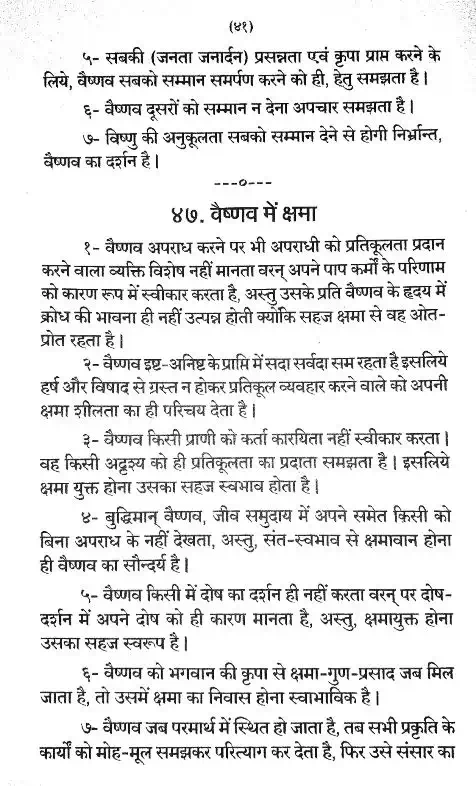 (४१)
५- सबकी (जनता जनार्दन) प्रसन्नता एवं कृपा प्राप्त करने के
लिये, वैष्णव सबको सम्मान समर्पण करने को ही, हेतु समझता है।
६- वैष्णव दूसरों को सम्मान न देना अपचार समझता है।
७- विष्णु की अनुकूलता सबको सम्मान देने से होगी निर्भ्रान्त,
वैष्णव का दर्शन है।
---०---
४७. वैष्णव में क्षमा
१- वैष्णव अपराध करने पर भी अपराधी को प्रतिकूलता प्रदान
करने वाला व्यक्ति विशेष नहीं मानता वरन् अपने पाप कर्मों के परिणाम
को कारण रूप में स्वीकार करता है, अस्तु उसके प्रति वैष्णव के हृदय में
क्रोध की भावना ही नहीं उत्पन्न होती क्योंकि सहज क्षमा से वह ओत-
प्रोत रहता है।
२- वैष्णव इष्ट-अनिष्ट के प्राप्ति में सदा सर्वदा सम रहता है इसलिये
हर्ष और विषाद से ग्रस्त न होकर प्रतिकूल व्यवहार करने वाले को अपनी
क्षमा शीलता का ही परिचय देता है।
३- वैष्णव किसी प्राणी को कर्ता कारयिता नहीं स्वीकार करता।
वह किसी अदृश्य को ही प्रतिकूलता का प्रदाता समझता है। इसलिये
क्षमा युक्त होना उसका सहज स्वभाव होता है।
४- बुद्धिमान् वैष्णव, जीव समुदाय में अपने समेत किसी को
बिना अपराध के नहीं देखता, अस्तु, संत-स्वभाव से क्षमावान होना
ही वैष्णव का सौन्दर्य है।
५- वैष्णव किसी में दोष का दर्शन ही नहीं करता वरन् पर दोष-
दर्शन में अपने दोष को ही कारण मानता है, अस्तु, क्षमायुक्त होना
उसका सहज स्वरूप है।
६- वैष्णव को भगवान की कृपा से क्षमा-गुण-प्रसाद जब मिल
जाता है, तो उसमें क्षमा का निवास होना स्वाभाविक है।
७- वैष्णव जब परमार्थ में स्थित हो जाता है, तब सभी प्रकृति के
कार्यों को मोह-मूल समझकर परित्याग कर देता है, फिर उसे संसार का